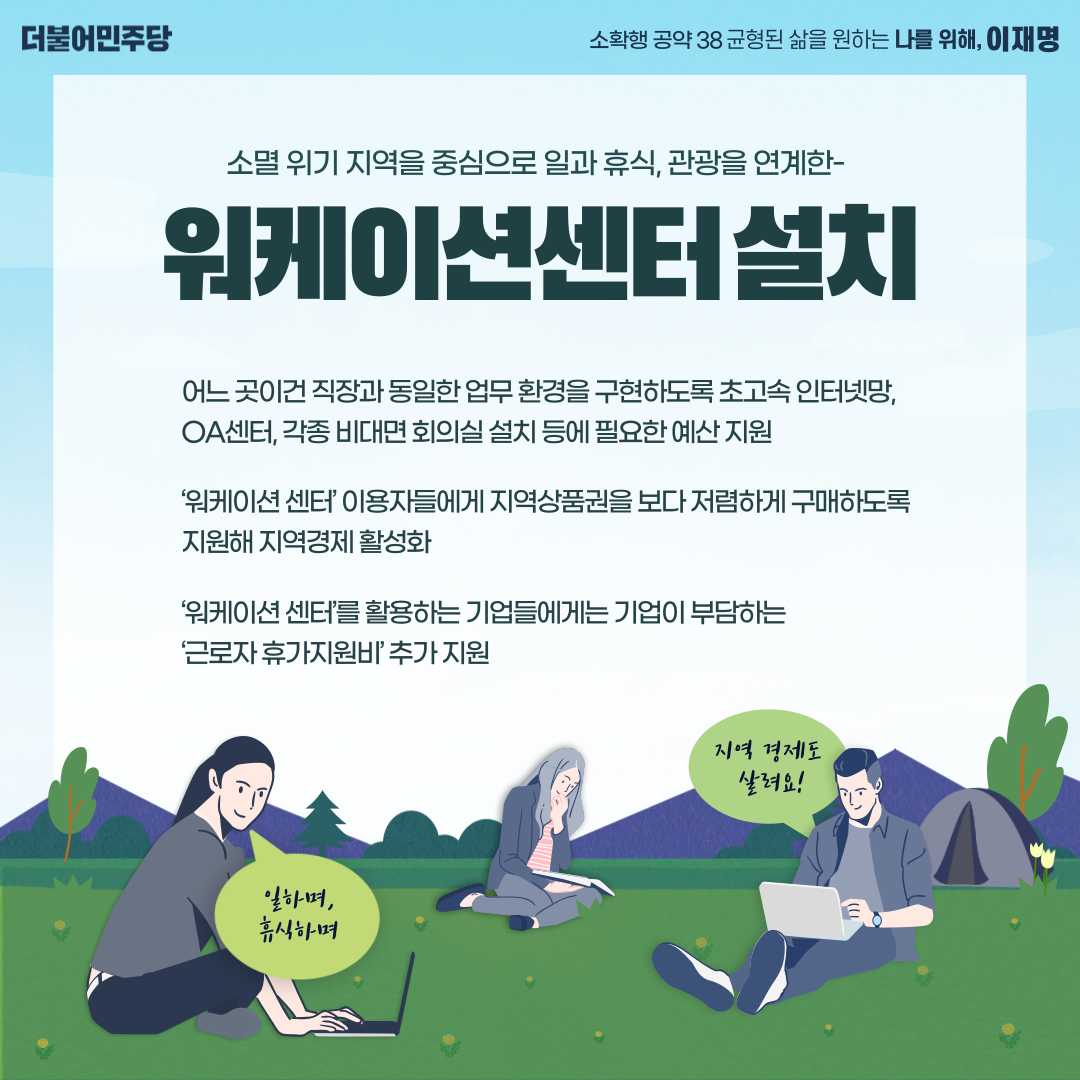 더불어민주당
소확행 공약 38 균형된 삶을 원하는 나를 위해, 이재명
소멸 위기 지역을 중심으로 일과 휴식, 관광을 연계한-
워케이션센터 설치
어느 곳이건 직장과 동일한 업무 환경을 구현하도록 초고속 인터넷망,
OA센터, 각종 비대면 회의실 설치 등에 필요한 예산 지원
‘워케이션 센터’ 이용자들에게 지역상품권을 보다 저렴하게 구매하도록
지원해 지역경제 활성화
‘워케이션 센터’를 활용하는 기업들에게는 기업이 부담하는
‘근로자 휴가지원비’ 추가 지원
지역 경제도
살려요!
일하며,
휴식하며